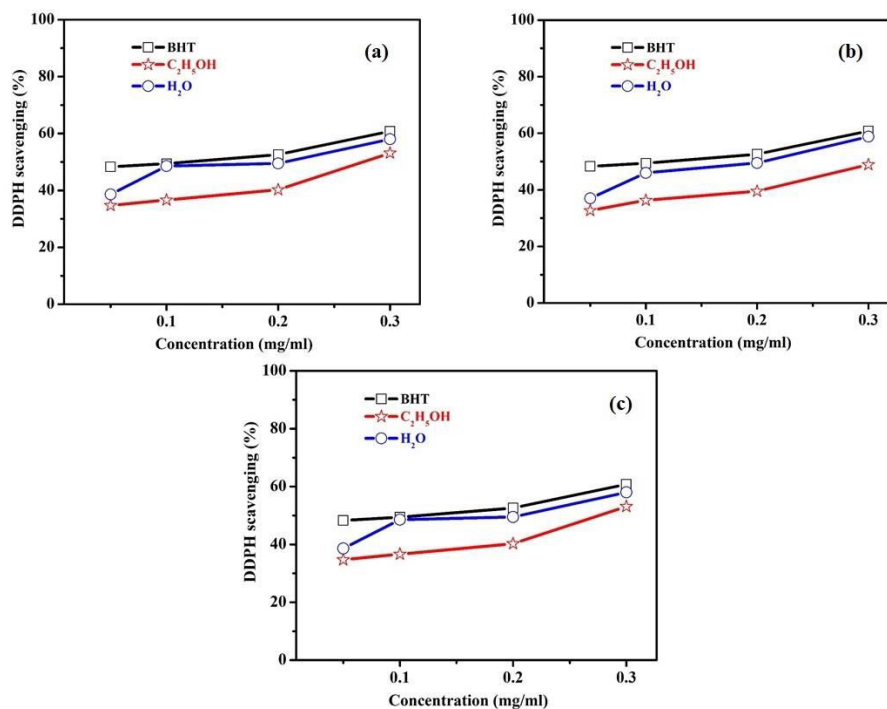 100
80
60
40
20
0
DDPH scavenging (%)
BHT
C₂H₅OH
H₂O
(a)
0.1 0.2 0.3
Concentration (mg/ml)
100
80
60
40
20
0
DDPH scavenging (%)
BHT
C₂H₅OH
H₂O
(b)
0.1 0.2 0.3
Concentration (mg/ml)
100
80
60
40
20
0
DDPH scavenging (%)
BHT
C₂H₅OH
H₂O
(c)
0.1 0.2 0.3
Concentration (mg/ml)